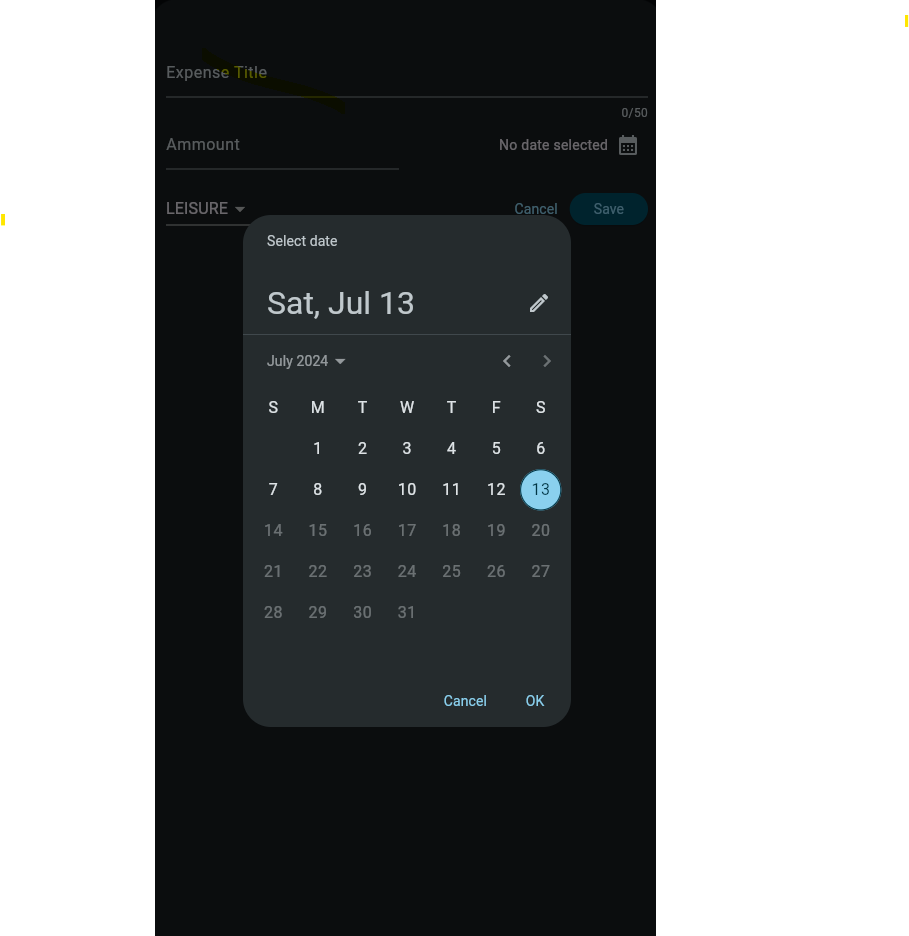 Expense Title
0/50
Ammount
No date selected
LEISURE
Cancel Save
Select date
Sat, Jul 13
July 2024
S M T W T F S
1 2 3 4 5 6
7 8 9 10 11 12 13
14 15 16 17 18 19 20
21 22 23 24 25 26 27
28 29 30 31
Cancel OK